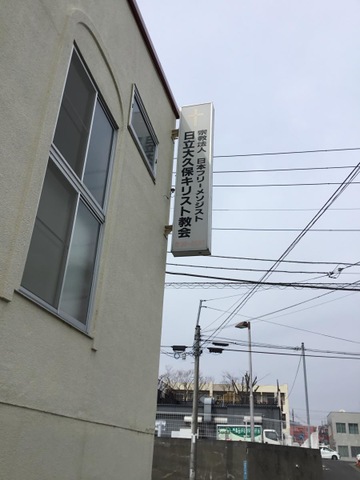 宗教法人 日本フリーメソジスト
日立大久保キリスト教会